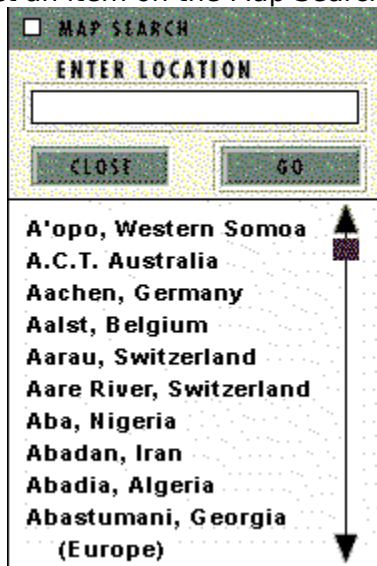 MAP SEARCH
ENTER LOCATION
CLOSE GO
A'opo, Western Somoa
A.C.T. Australia
Aachen, Germany
Aalst, Belgium
Aarau, Switzerland
Aare River, Switzerland
Aba, Nigeria
Abadan, Iran
Abadia, Algeria
Abastumani, Georgia
(Europe)